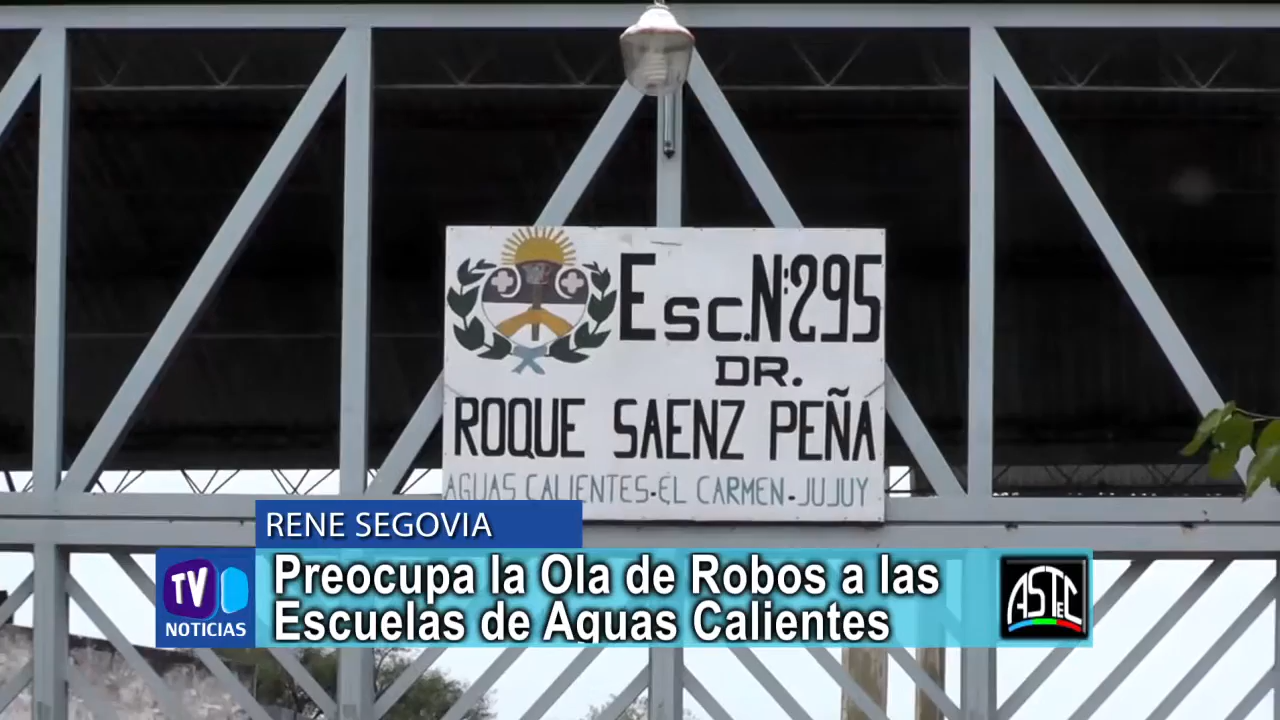 Esc. N:295
DR.
ROQUE SAENZ PEÑA
AGUAS CALIENTES - EL CARMEN - JUJUY
RENE SEGOVIA
Preocupa la Ola de Robos a las
Escuelas de Aguas Calientes
TV
NOTICIAS
ASTEC